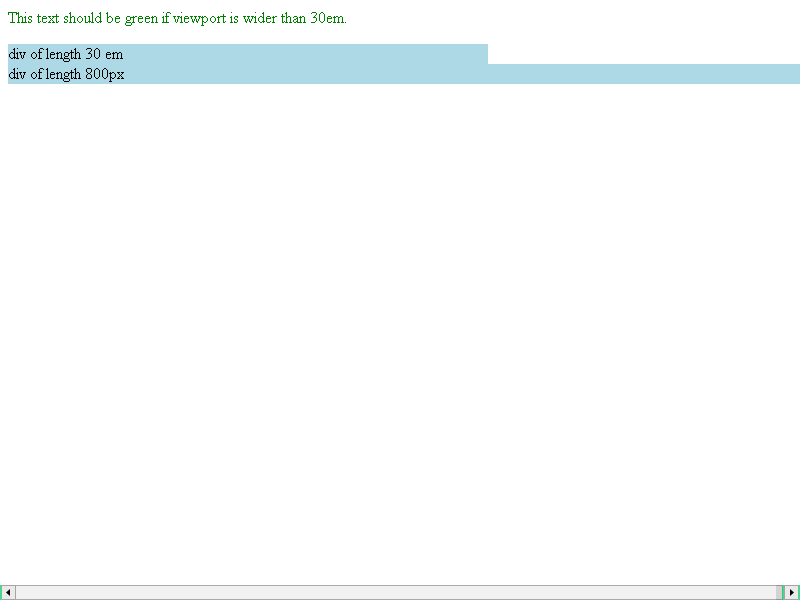 This text should be green if viewport is wider than 30em.
div of length 30 em
div of length 800px